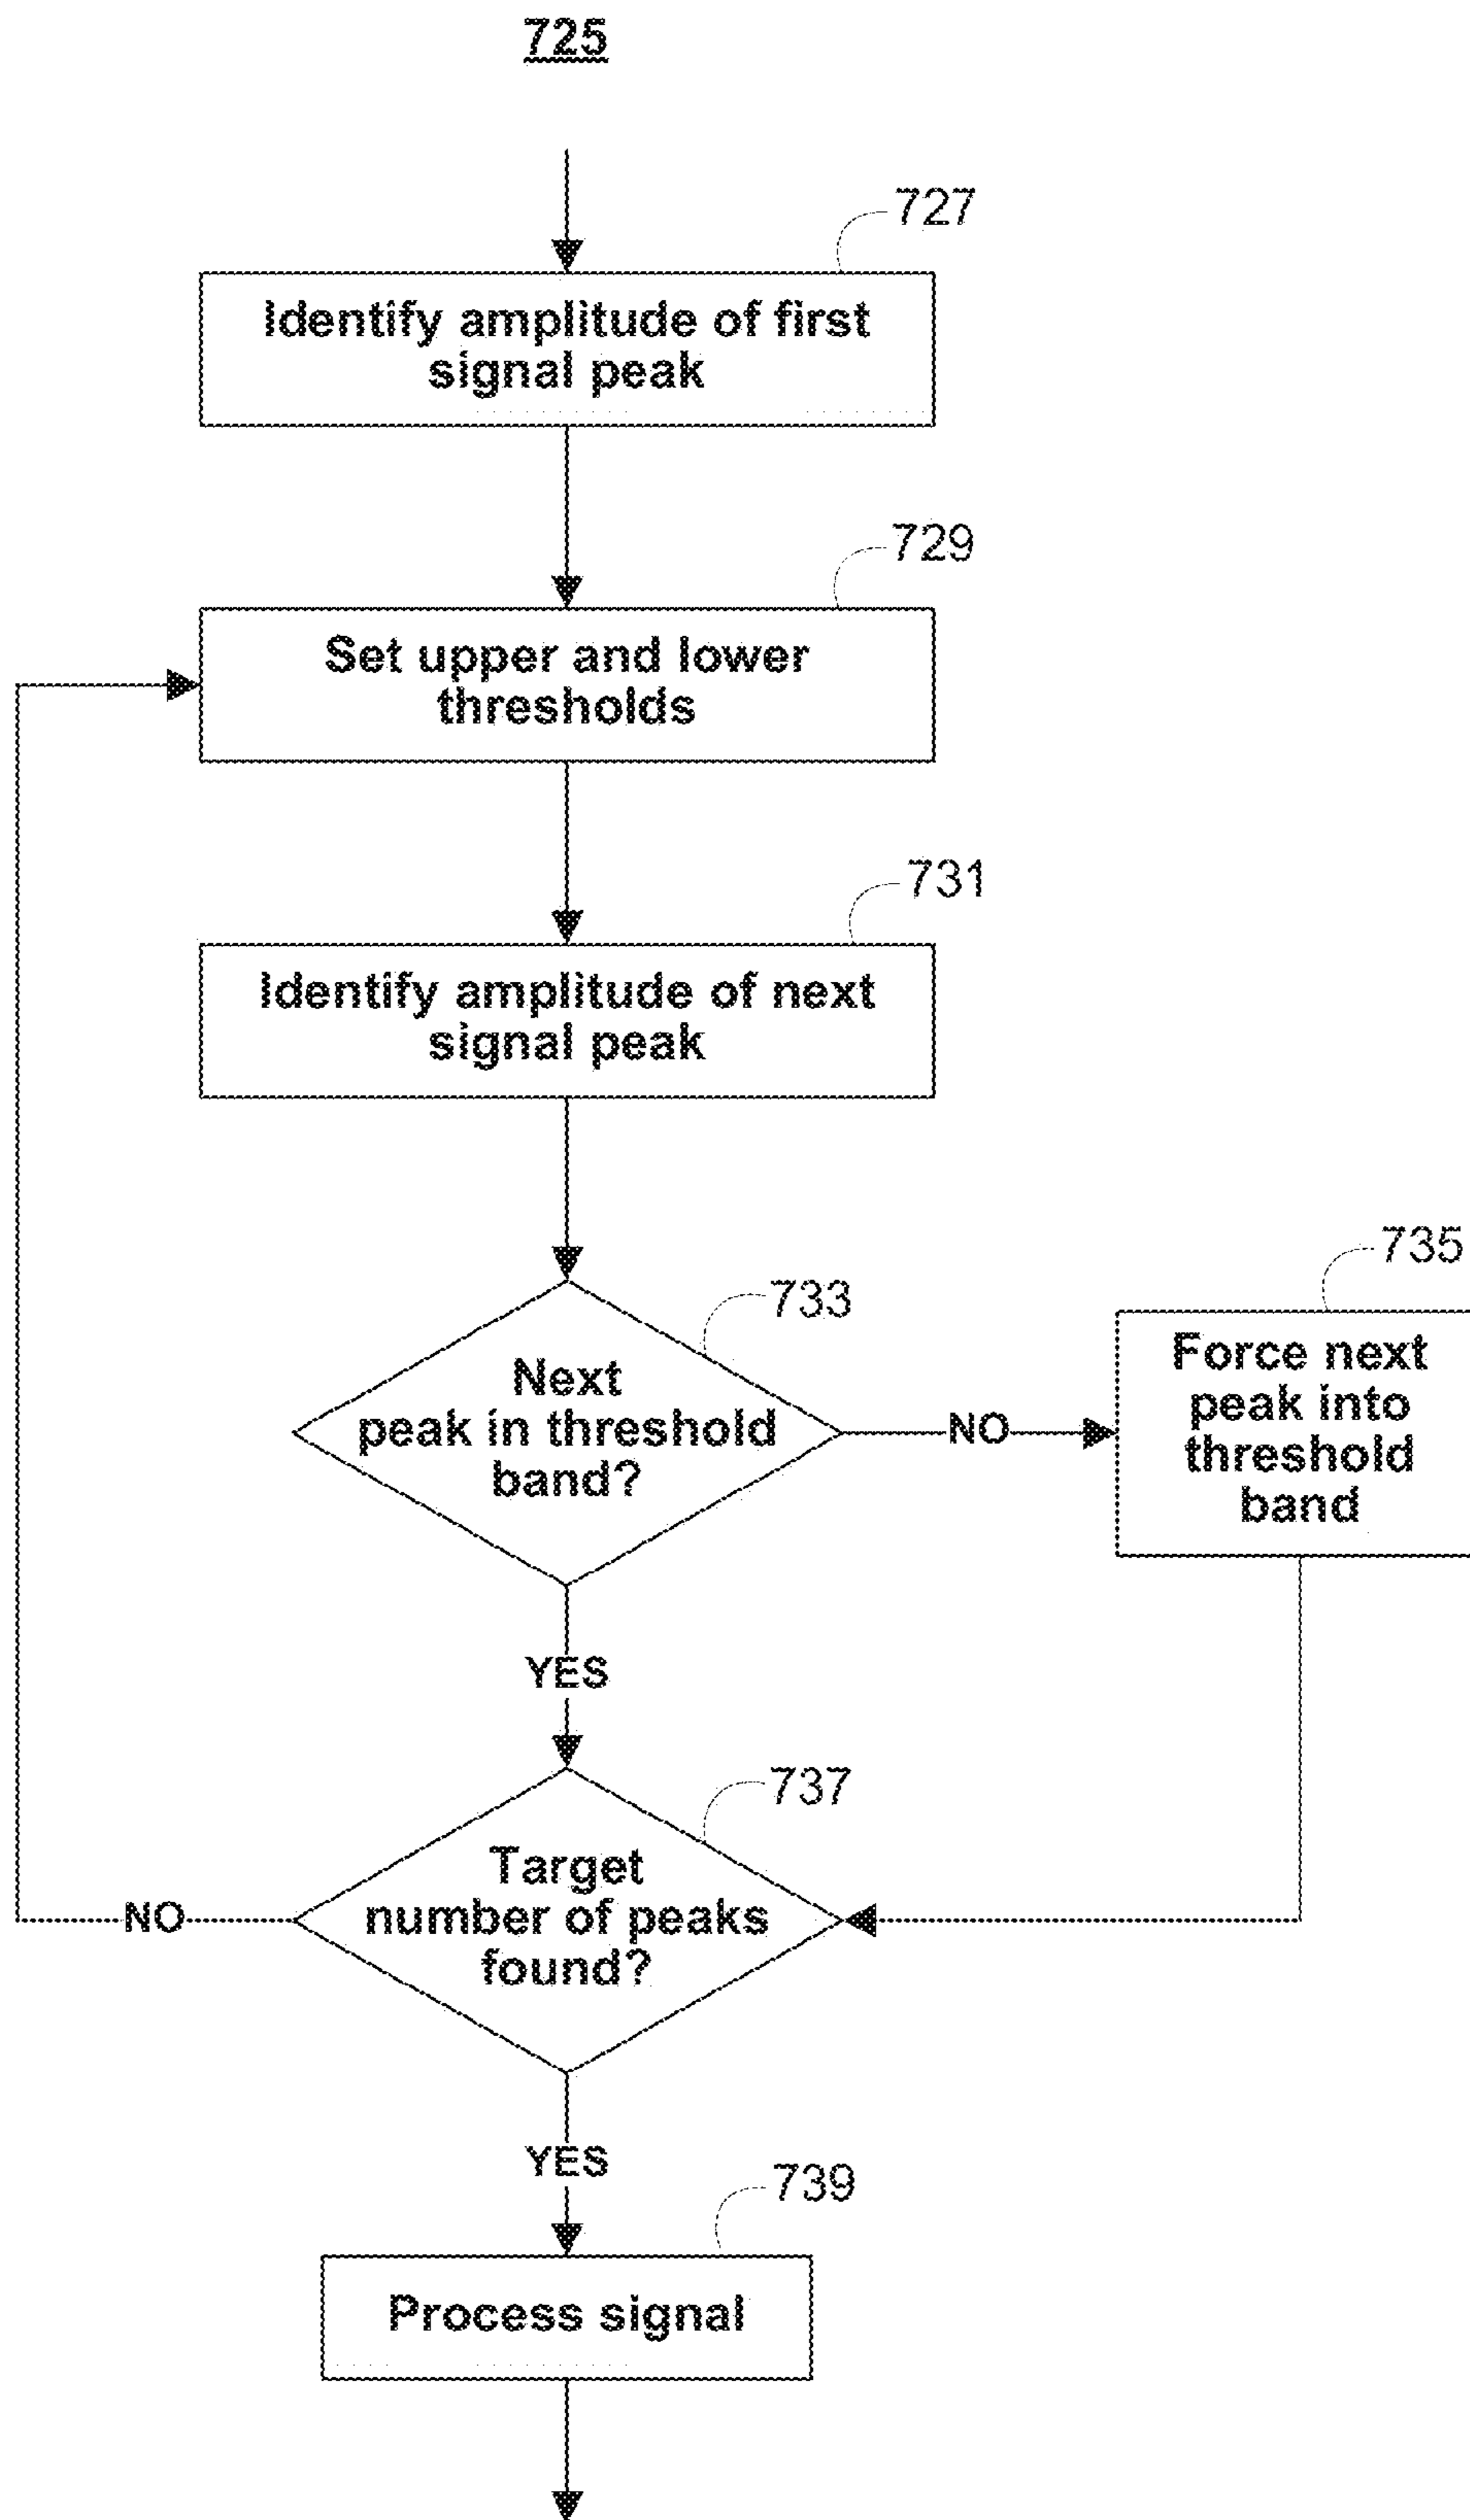 725
727
Identify amplitude of first
signal peak
729
Set upper and lower
thresholds
731
Identify amplitude of next
signal peak
733
Next
peak in threshold
band?
NO
735
Force next
peak into
threshold
band
YES
737
Target
number of peaks
found?
NO
YES
739
Process signal